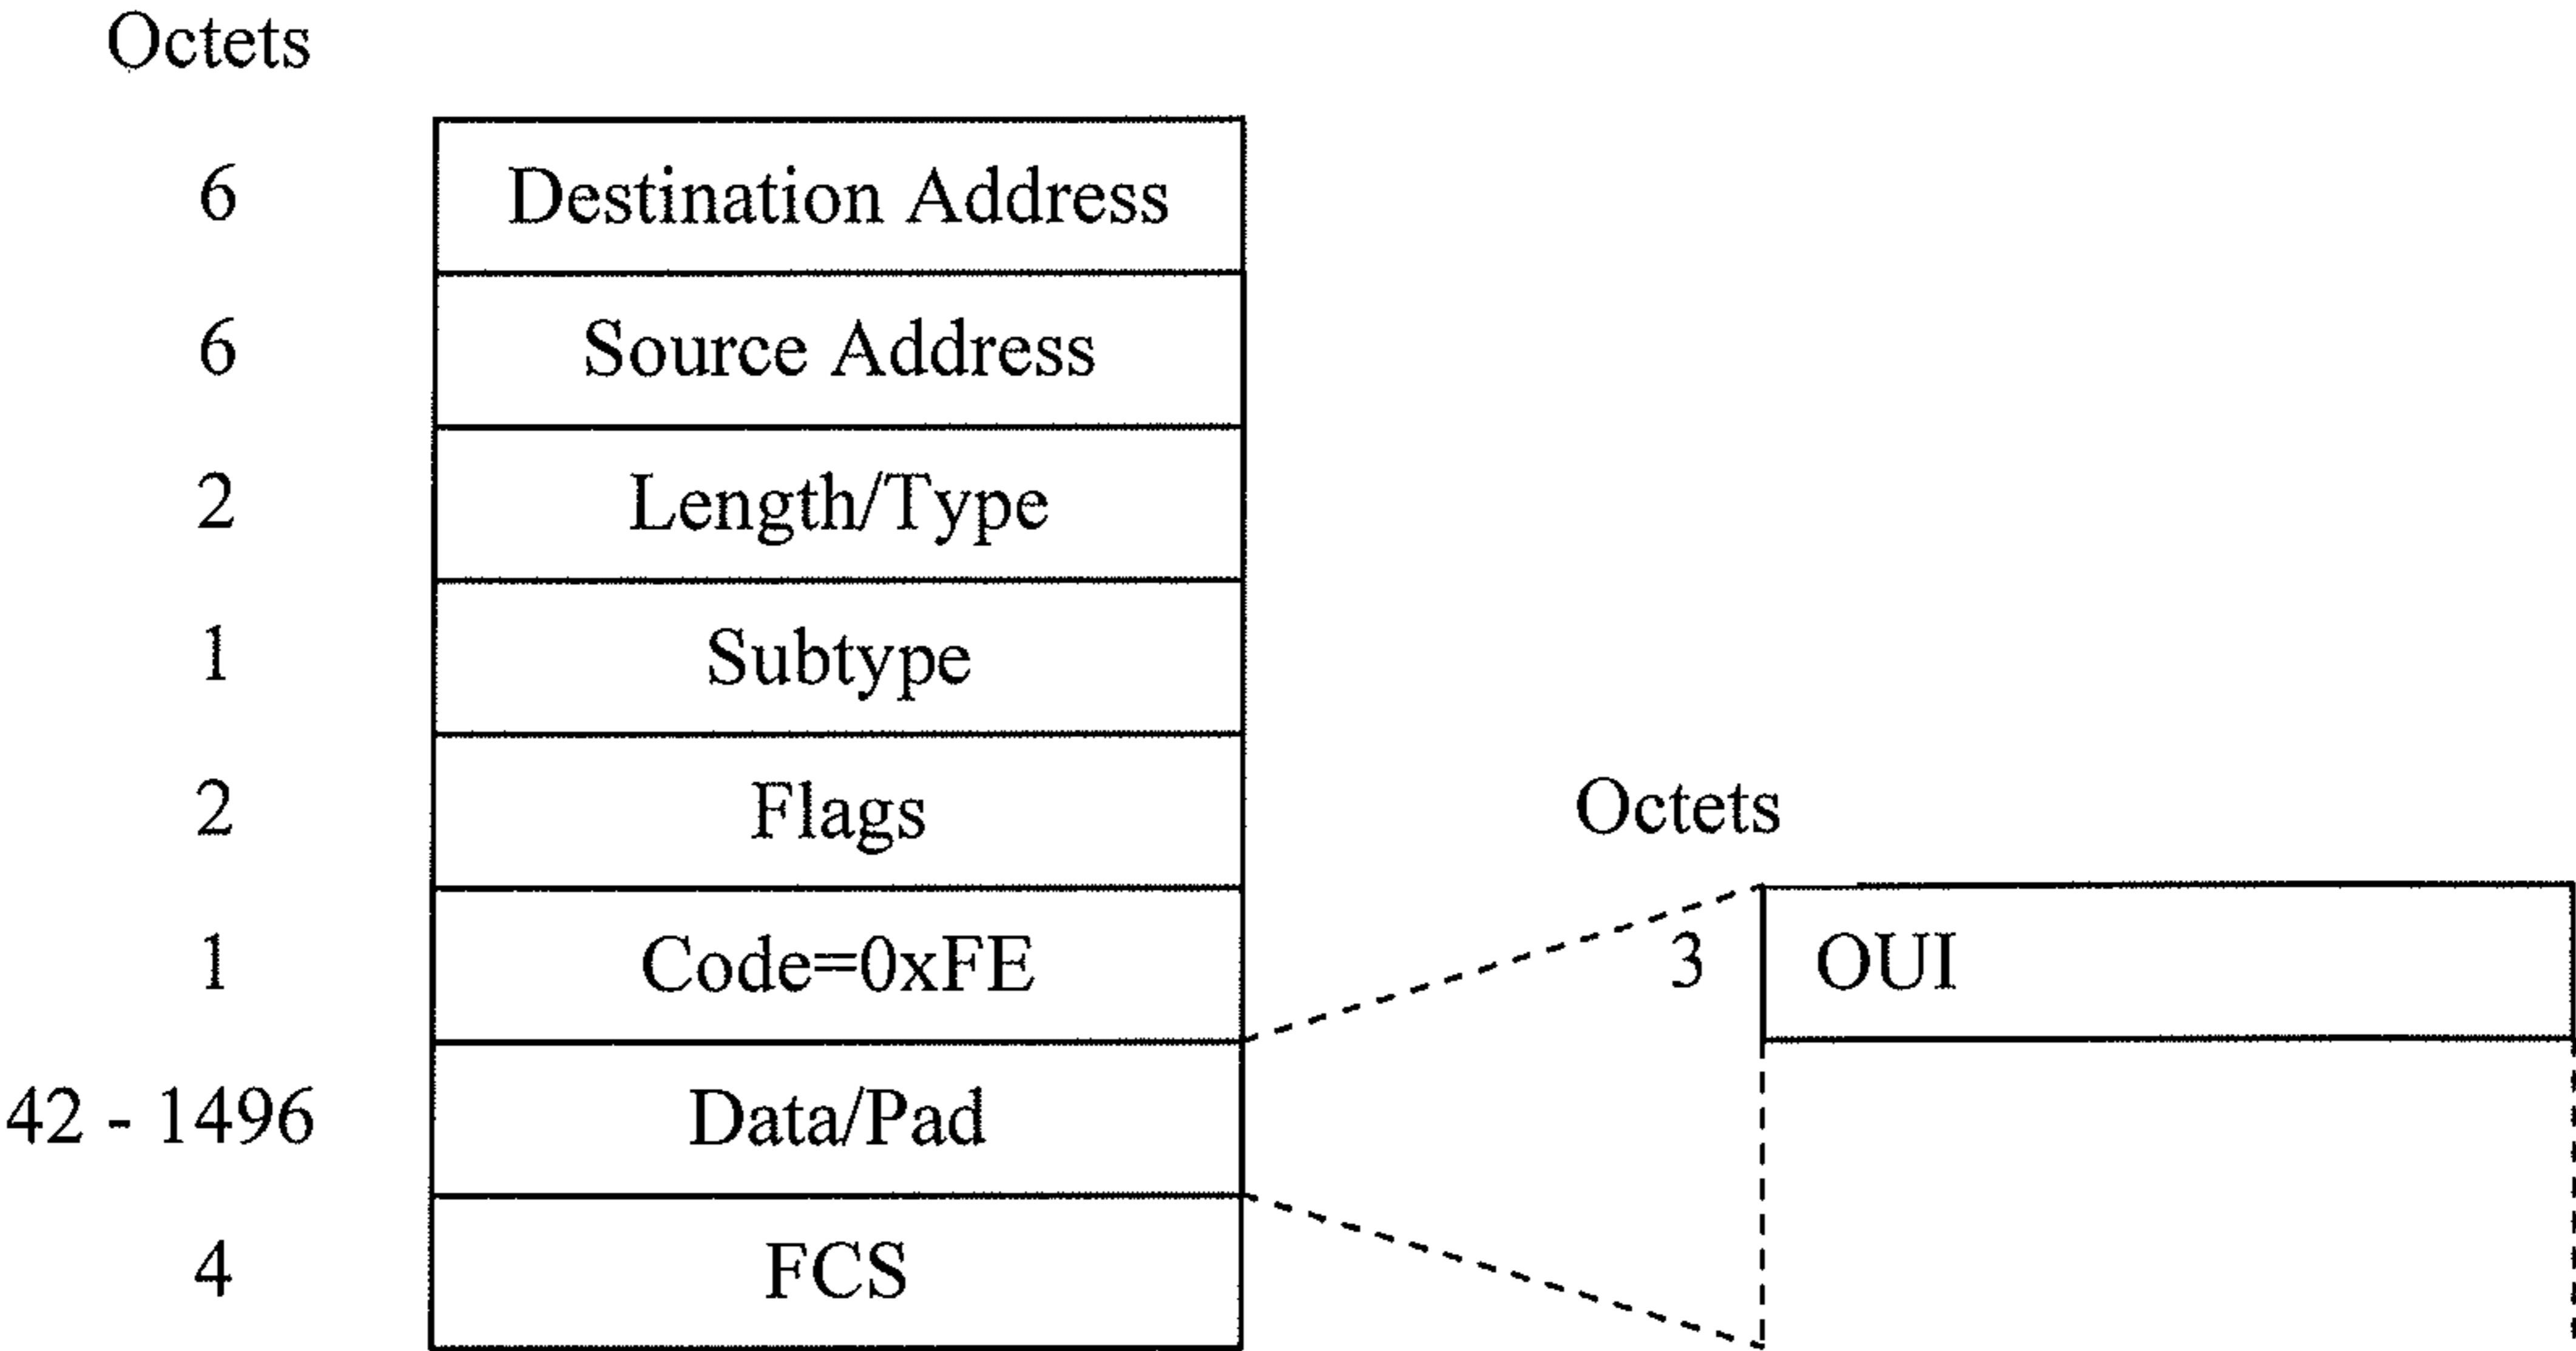 Octets
6 Destination Address
6 Source Address
2 Length/Type
1 Subtype
2 Flags
Octets
1 Code=0xFE
3 OUI
42 - 1496 Data/Pad
4 FCS